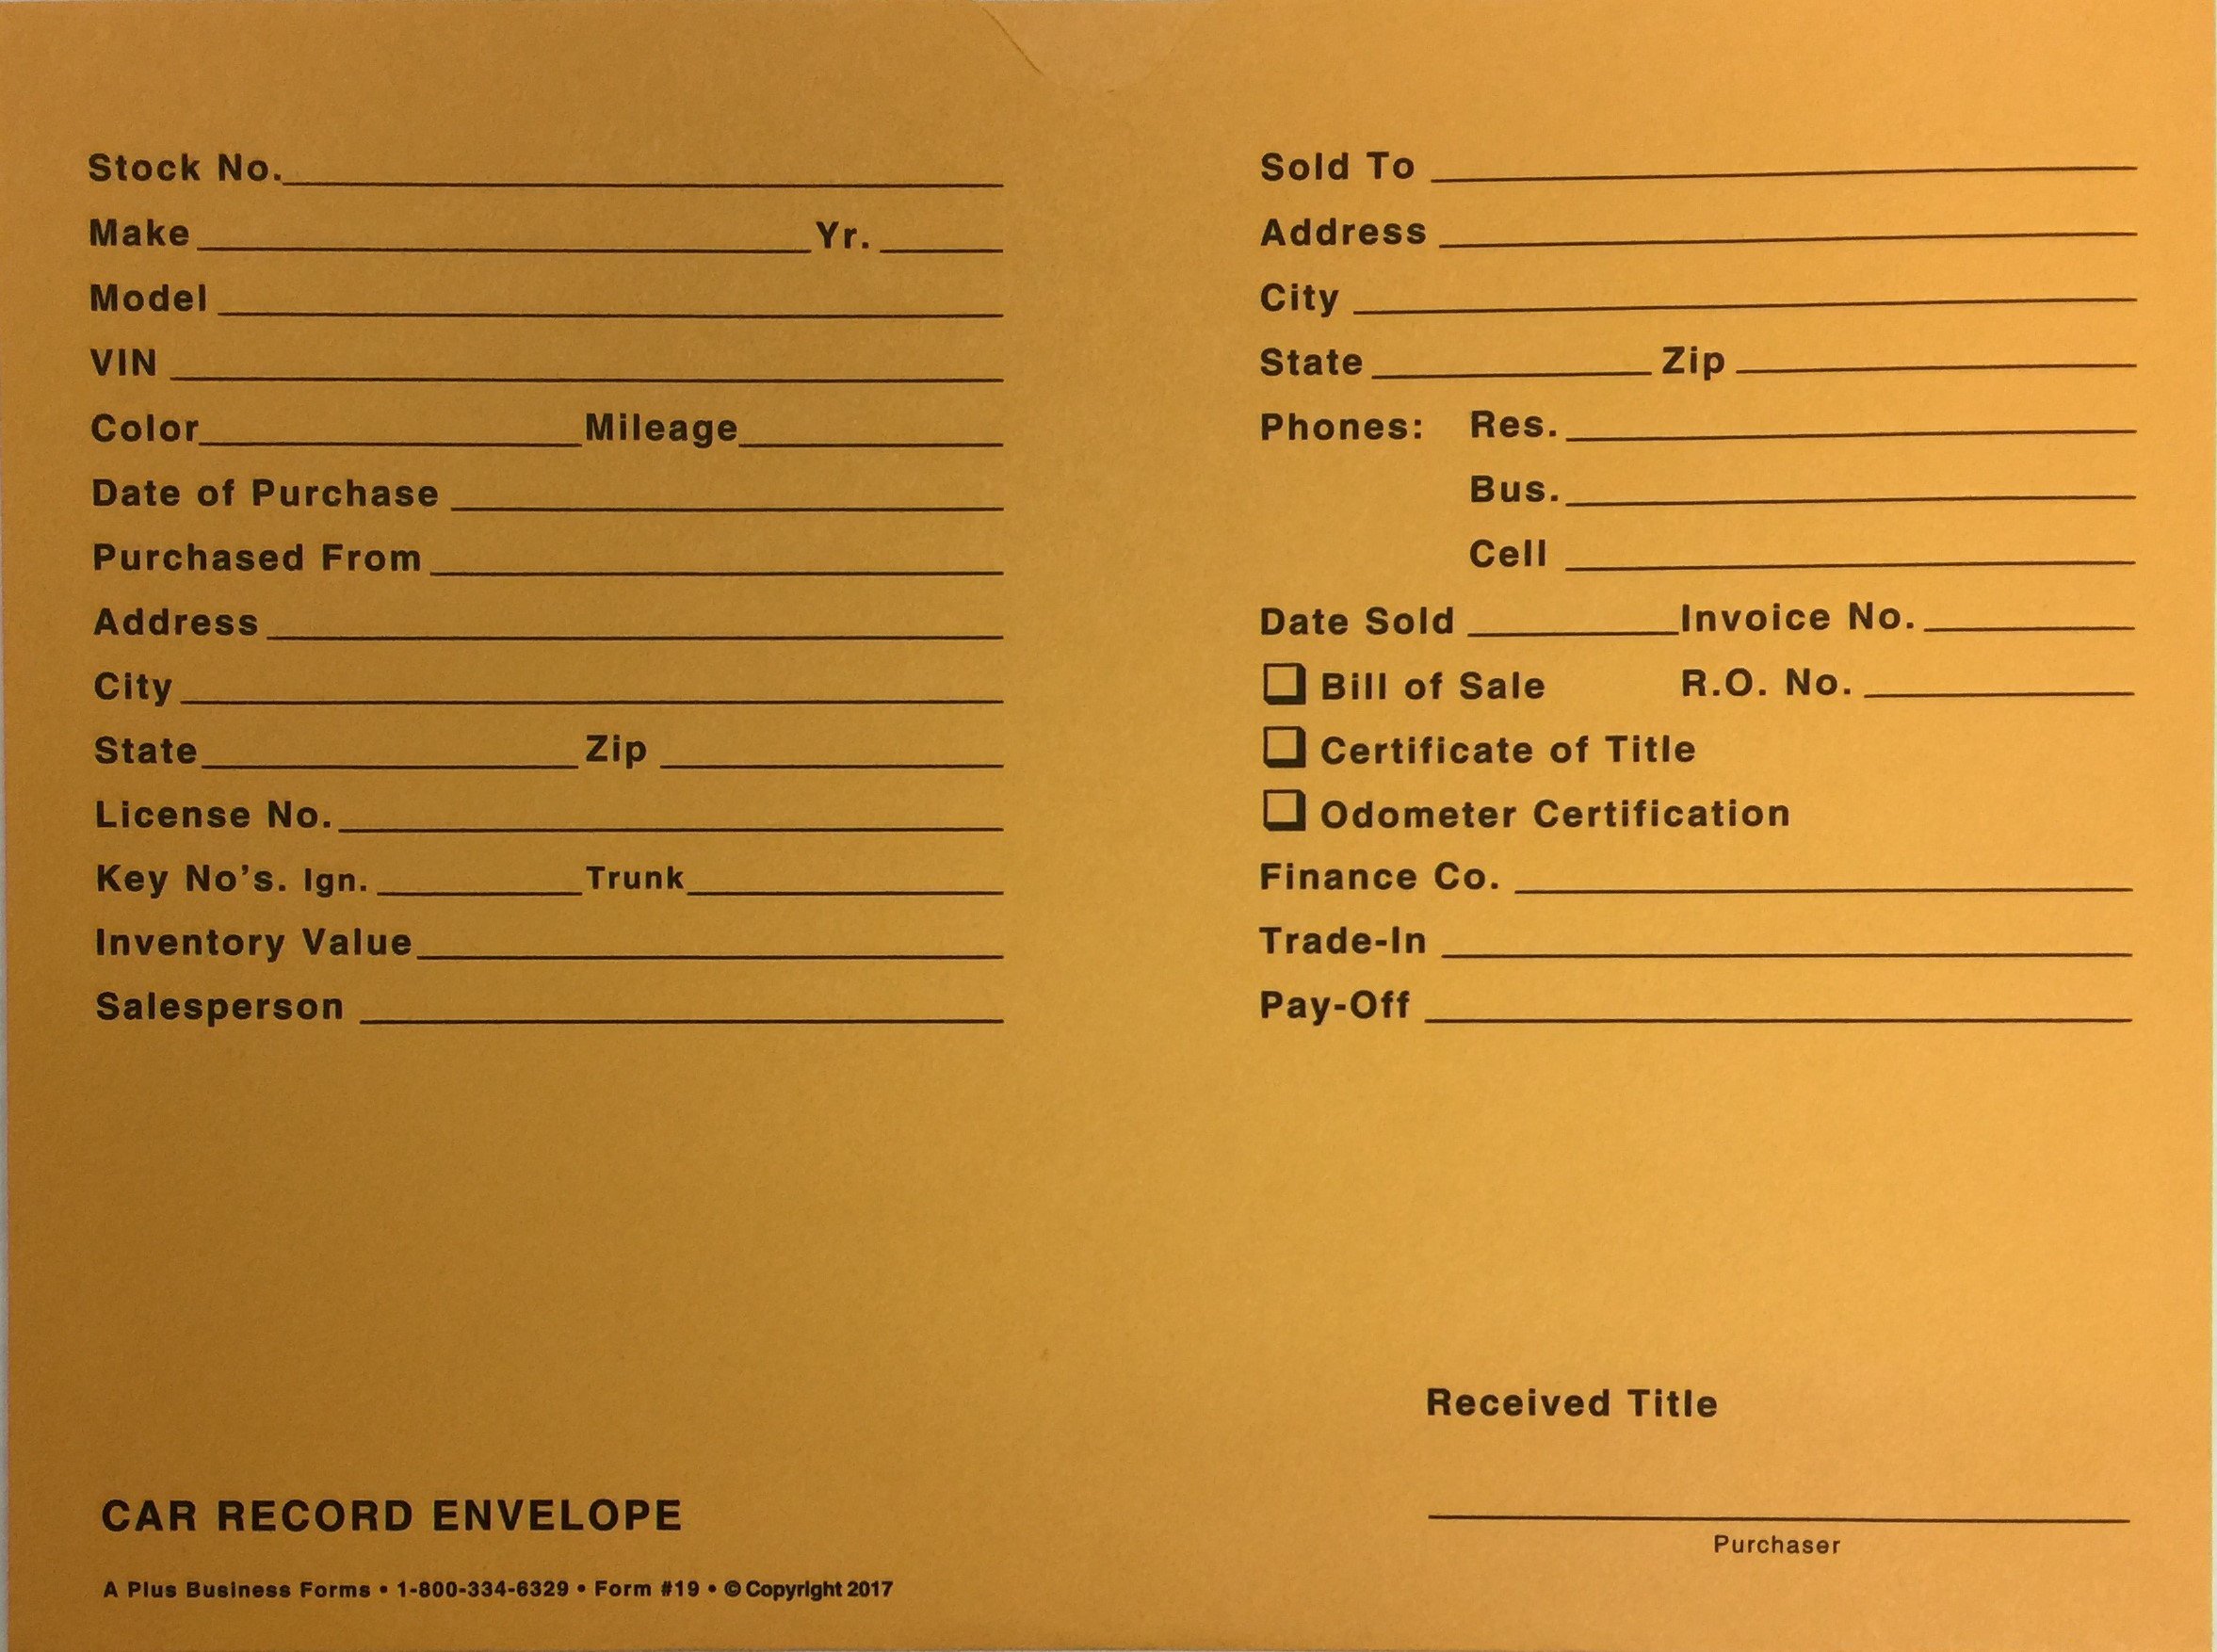 Stock No.
Make Yr.
Model
VIN
Color Mileage
Date of Purchase
Purchased From
Address
City
State Zip
License No.
Key No's. Ign. Trunk
Inventory Value
Salesperson
CAR RECORD ENVELOPE
A Plus Business Forms • 1-800-334-6329 • Form #19 • © Copyright 2017
Sold To
Address
City
State Zip
Phones: Res.
Bus.
Cell
Date Sold Invoice No.
Bill of Sale R.O. No.
Certificate of Title
Odometer Certification
Finance Co.
Trade-In
Pay-Off
Received Title
Purchaser